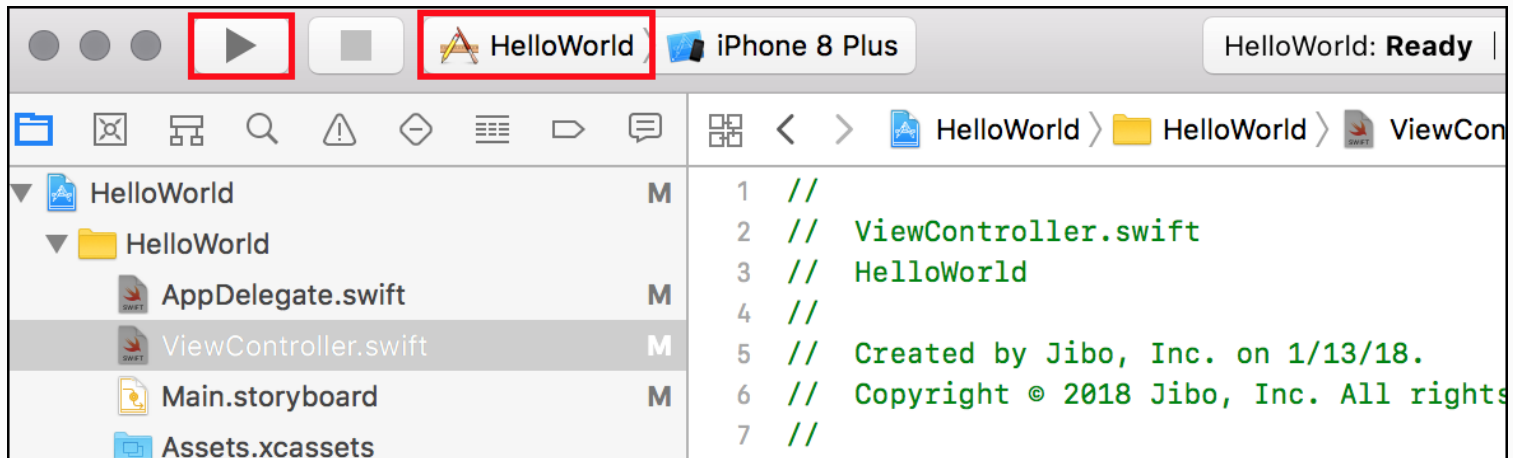 HelloWorld iPhone 8 Plus HelloWorld: Ready
HelloWorld HelloWorld ViewCon
HelloWorld M
HelloWorld
AppDelegate.swift M
ViewController.swift M
Main.storyboard M
Assets.xcassets
1 //
2 // ViewController.swift
3 // HelloWorld
4 //
5 // Created by Jibo, Inc. on 1/13/18.
6 // Copyright © 2018 Jibo, Inc. All rights
7 //